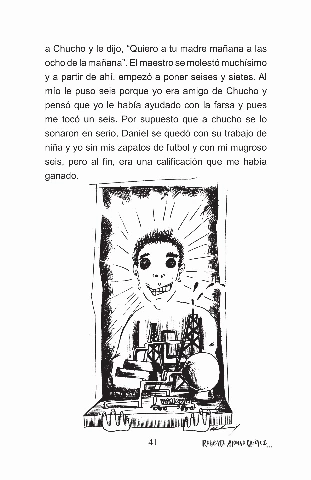 a Chucho y le dijo, “Quiero a tu madre mañana a las
ocho de la mañana”. El maestro se molestó muchísimo
y a partir de ahí, empezó a poner seises y sietes. Al
mío le puso seis porque yo era amigo de Chucho y
pensó que yo le había ayudado con la farsa y pues
me tocó un seis. Por supuesto que a chucho se lo
sonaron en serio. Daniel se quedó con su trabajo de
niña y yo sin mis zapatos de futbol y con mi mugroso
seis, pero al fin, era una calificación que me había
ganado.
41